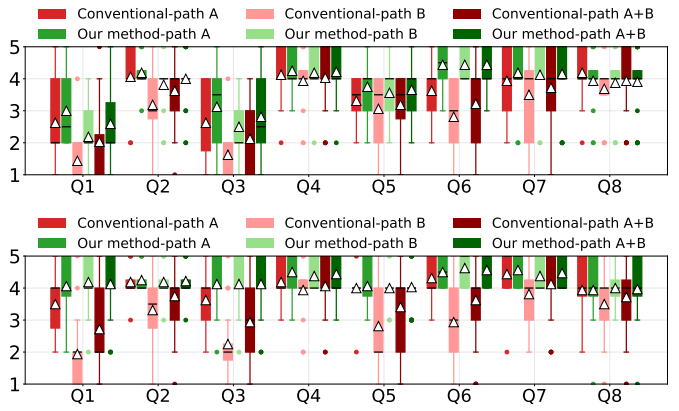 Conventional-path A Conventional-path B Conventional-path A+B
Our method-path A Our method-path B Our method-path A+B
5
4
3
2
1
Q1 Q2 Q3 Q4 Q5 Q6 Q7 Q8
Conventional-path A Conventional-path B Conventional-path A+B
Our method-path A Our method-path B Our method-path A+B
5
4
3
2
1
Q1 Q2 Q3 Q4 Q5 Q6 Q7 Q8